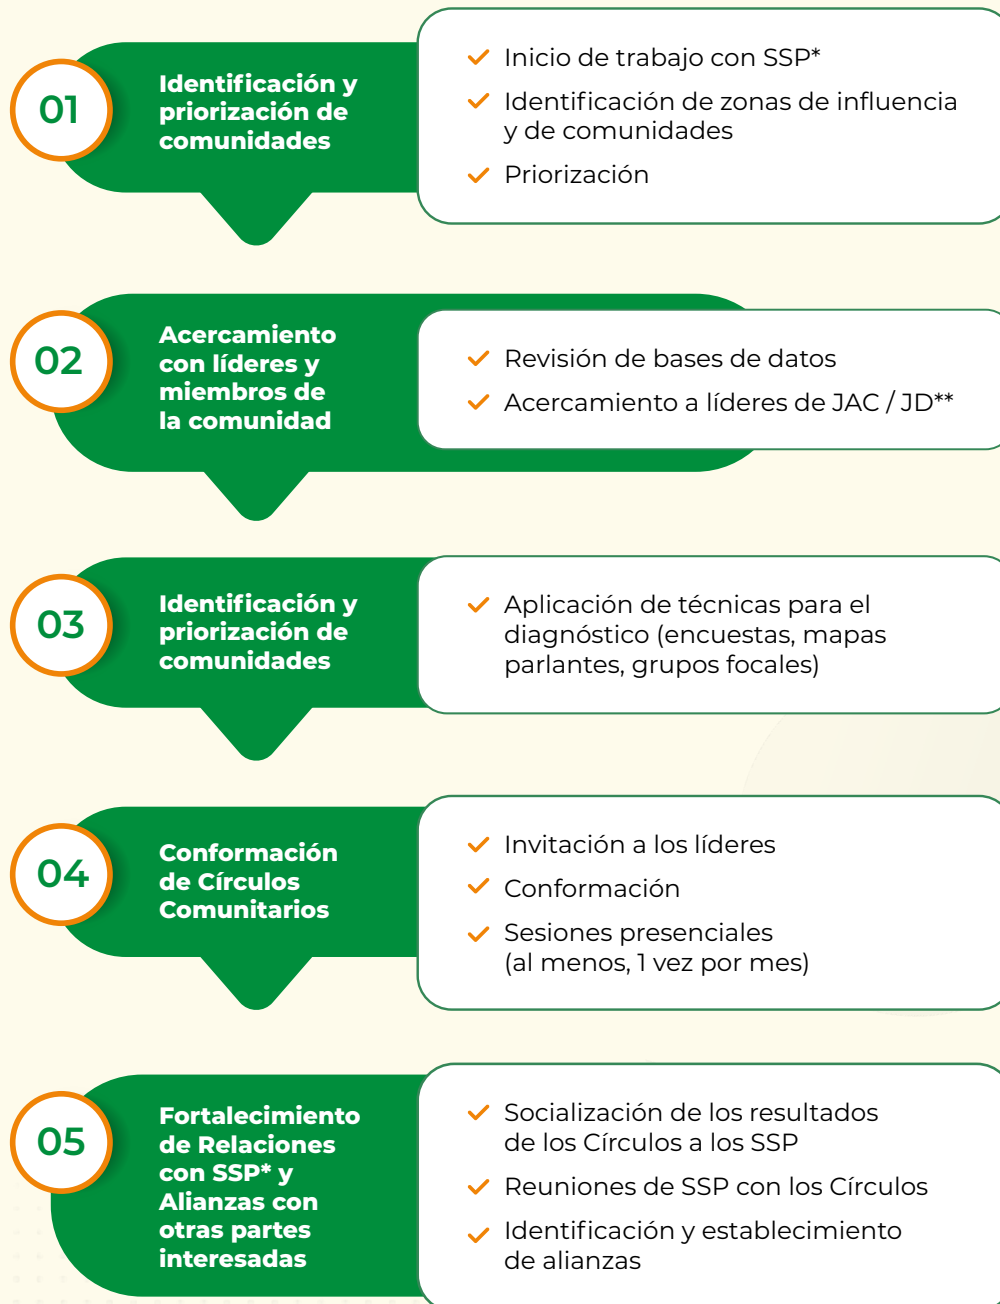 01
Identificación y
priorización de
comunidades
Inicio de trabajo con SSP*
Identificación de zonas de influencia
y de comunidades
Priorización
02
Acercamiento
con líderes y
miembros de
la comunidad
Revisión de bases de datos
Acercamiento a líderes de JAC / JD**
03
Identificación y
priorización de
comunidades
Aplicación de técnicas para el
diagnóstico (encuestas, mapas
parlantes, grupos focales)
04
Conformación
de Círculos
Comunitarios
Invitación a los líderes
Conformación
Sesiones presenciales
(al menos, 1 vez por mes)
05
Fortalecimiento
de Relaciones
con SSP* y
Alianzas con
otras partes
interesadas
Socialización de los resultados
de los Círculos a los SSP
Reuniones de SSP con los Círculos
Identificación y establecimiento
de alianzas